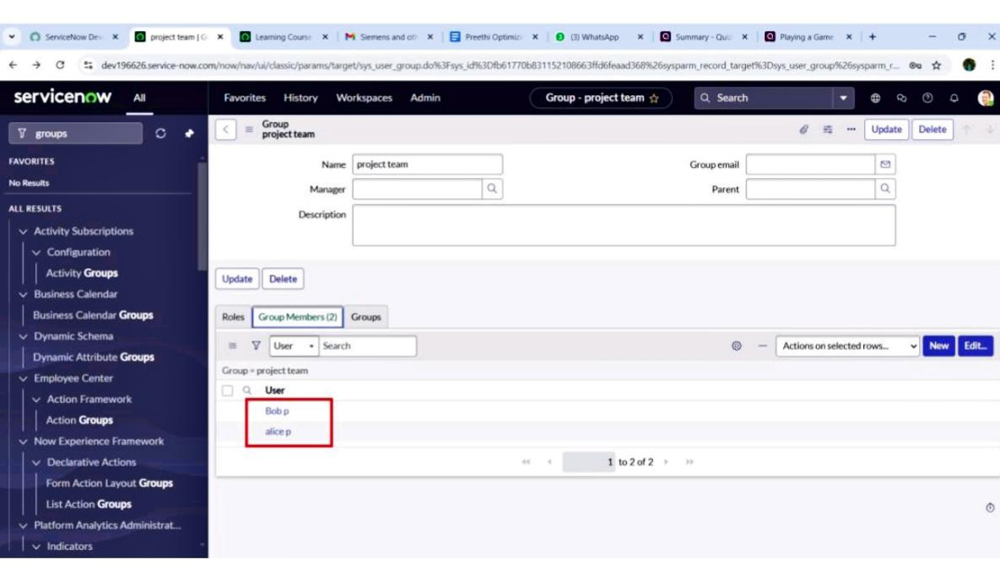 ServiceNow Dev
project team | G
Learning Course
Siemens and oth
Preethi Optimiz
(3) WhatsApp
Summary - Quiz
Playing a Game
dev196626.service-now.com/now/nav/ui/classic/params/target/sys_user_group.do%3Fsys_id%3Dfb61770b831152108663ffd6feaad368%26sysparm_record_target%3Dsys_user_group%26sysparm_r...
servicenow All Favorites History Workspaces Admin Group - project team Search
groups
Group
project team
Update Delete
FAVORITES
No Results
ALL RESULTS
Activity Subscriptions
Configuration
Activity Groups
Business Calendar
Business Calendar Groups
Dynamic Schema
Dynamic Attribute Groups
Employee Center
Action Framework
Action Groups
Now Experience Framework
Declarative Actions
Form Action Layout Groups
List Action Groups
Platform Analytics Administrat...
Indicators
Name project team
Group email
Manager
Parent
Description
Update Delete
Roles Group Members (2) Groups
User Search Actions on selected rows... New Edit...
Group = project team
User
Bob p
alice p
1 to 2 of 2